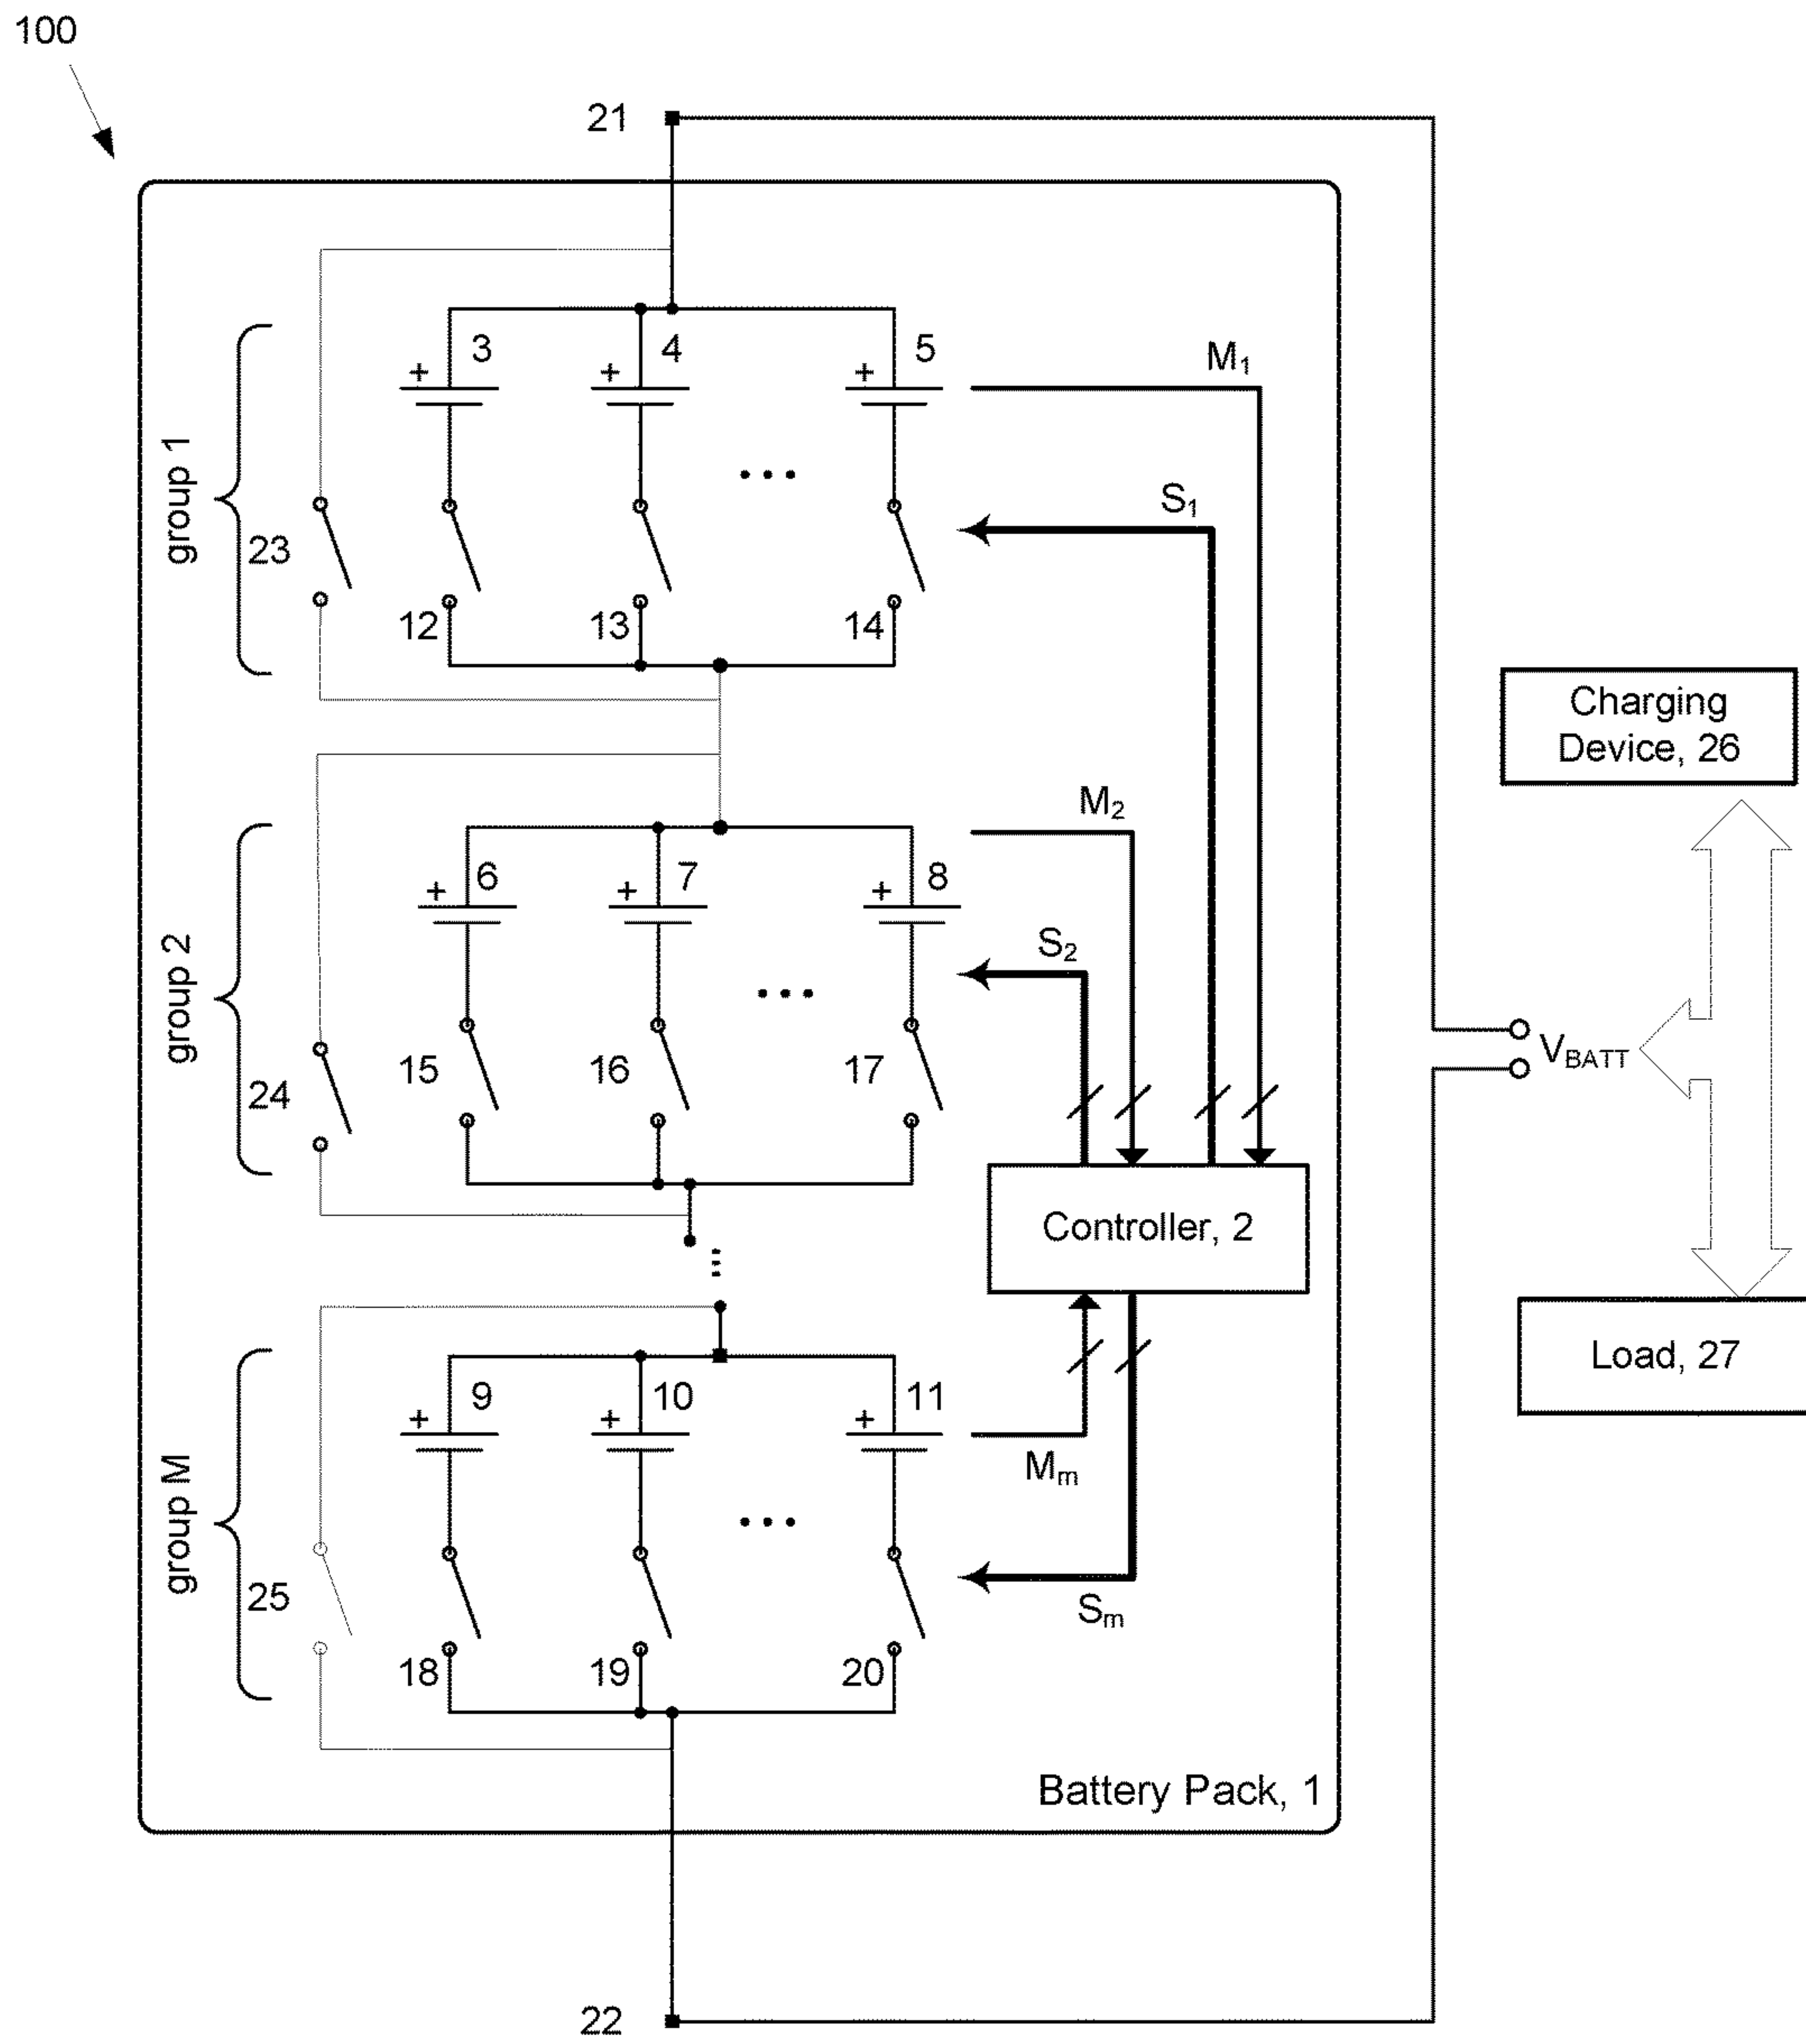 100
21
group 1
3
4
5
+
+
+
M1
S1
23
12
13
14
Charging
Device, 26
group 2
6
7
8
+
+
+
M2
S2
24
15
16
17
VBATT
Controller, 2
Load, 27
group M
9
10
11
+
+
+
Mm
Sm
25
18
19
20
Battery Pack, 1
22